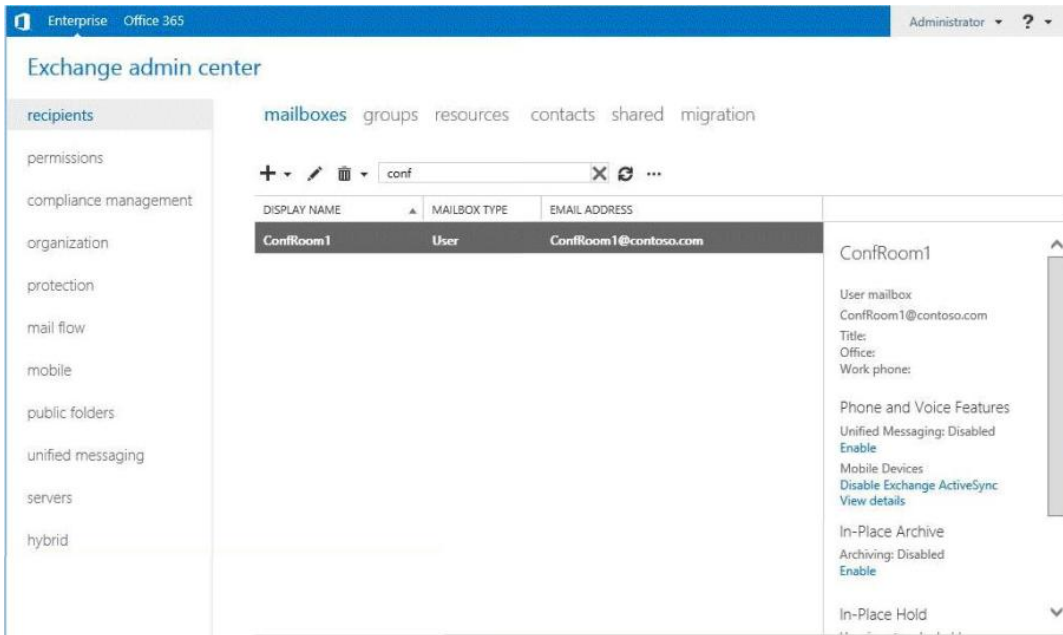 Enterprise Office 365
Administrator ?
Exchange admin center
recipients
permissions
compliance management
organization
protection
mail flow
mobile
public folders
unified messaging
servers
hybrid
mailboxes groups resources contacts shared migration
conf
DISPLAY NAME MAILBOX TYPE EMAIL ADDRESS
ConfRoom1 User ConfRoom1@contoso.com
ConfRoom1
User mailbox
ConfRoom1@contoso.com
Title:
Office:
Work phone:
Phone and Voice Features
Unified Messaging: Disabled
Enable
Mobile Devices
Disable Exchange ActiveSync
View details
In-Place Archive
Archiving: Disabled
Enable
In-Place Hold